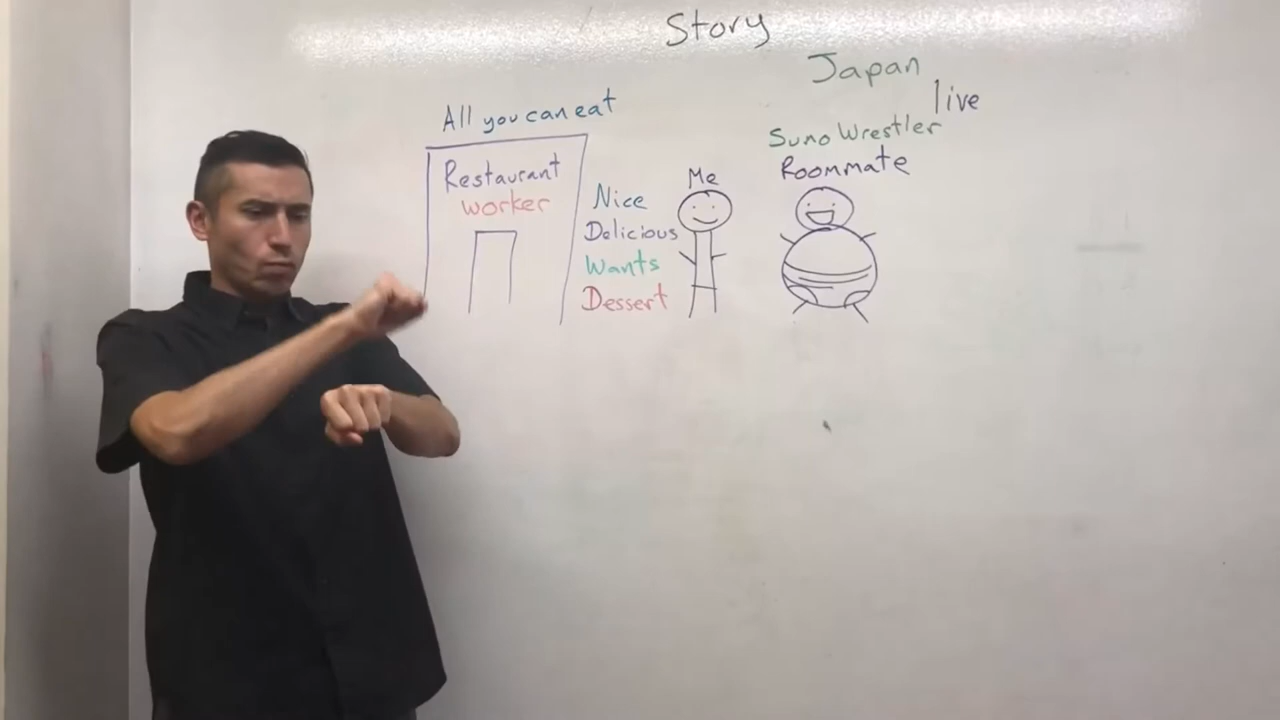 Story
Japan
live
All you can eat
Suno Wrestler
Roommate
Restaurant
worker
Me
Nice
Delicious
Wants
Dessert